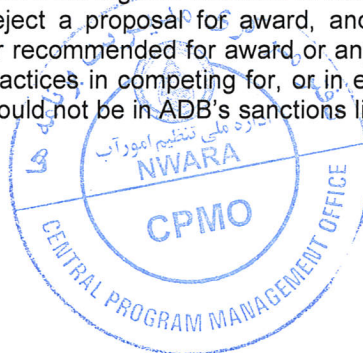 eject a proposal for award, and
r recommended for award or an
actices in competing for, or in e
ould not be in ADB's sanctions li
اداره ملی تنظیم امور آب
NWARA
CPMO
CENTRAL PROGRAM MANAGEMENT OFFICE